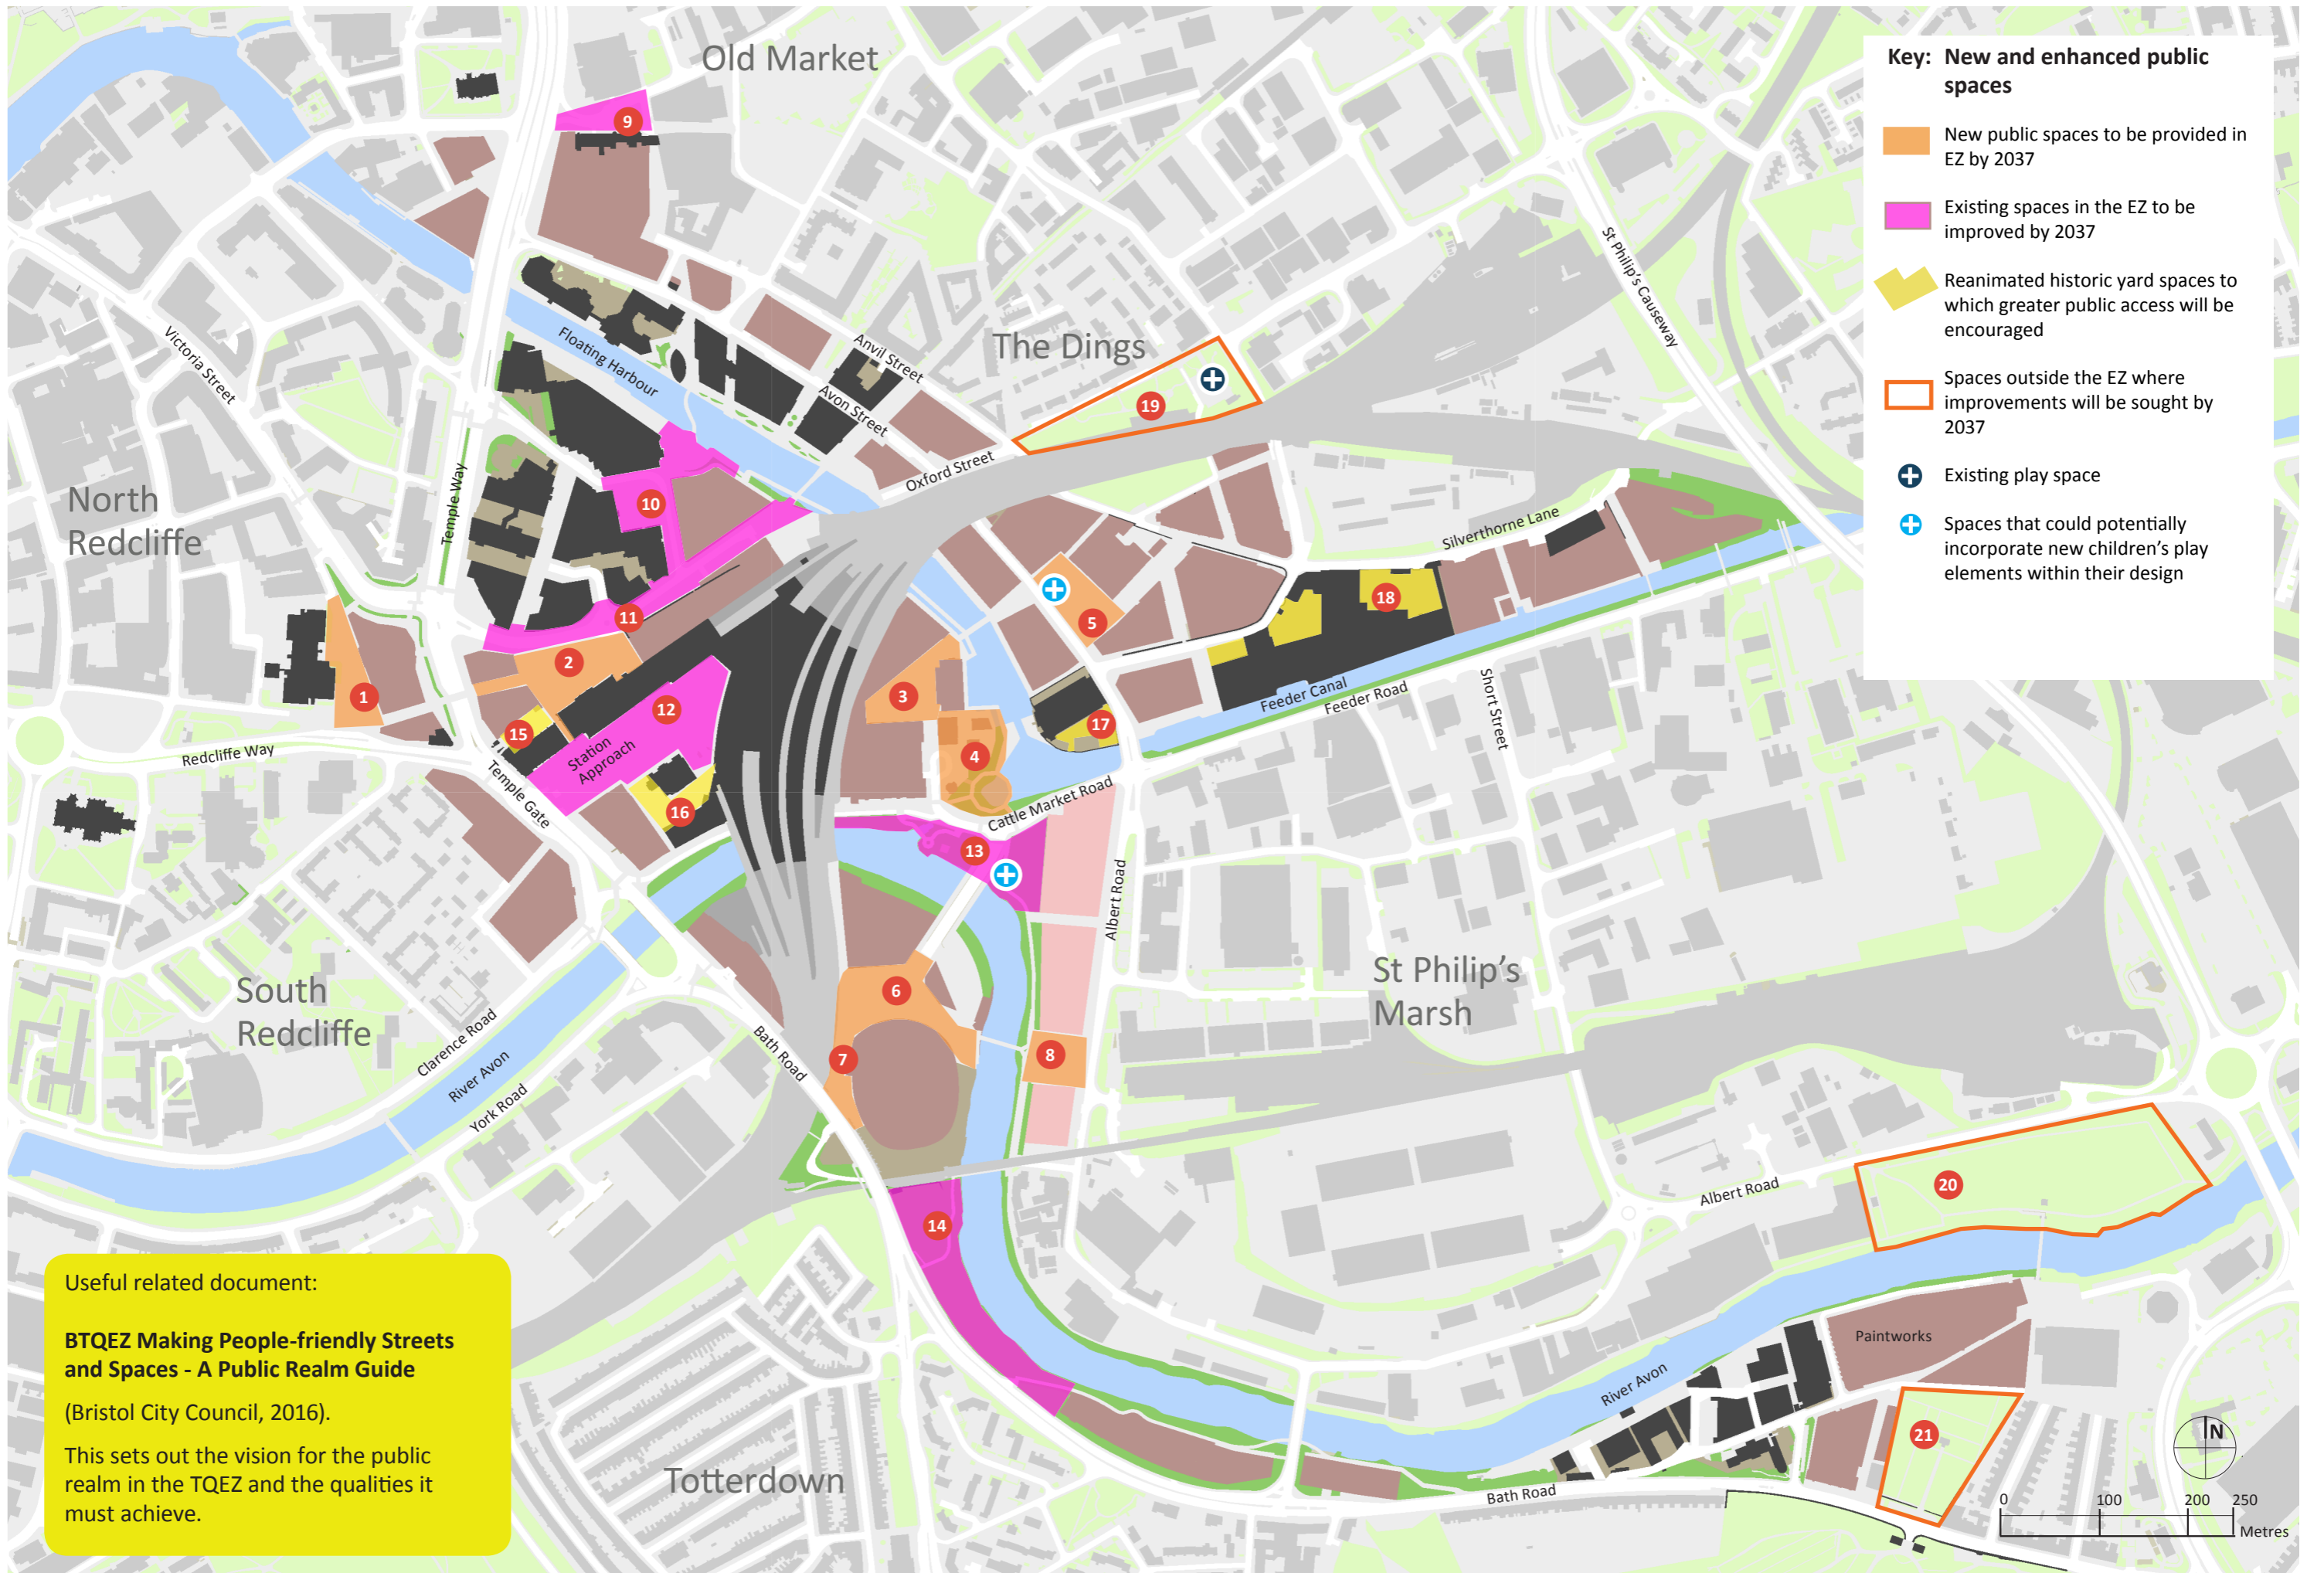 Old Market
9
Floating Harbour
Victoria Street
Anvil Street
Avon Street
The Dings
19
Oxford Street
St Philip's Causeway
North
Redcliffe
Temple Way
10
11
Silverthorne Lane
18
5
1
2
12
3
15
Station
Approach
17
4
Feeder Canal
Feeder Road
Short Street
Redcliffe Way
Temple Gate
16
Cattle Market Road
13
Albert Road
St Philip's
Marsh
South
Redcliffe
Clarence Road
River Avon
York Road
Bath Road
6
7
8
14
Albert Road
20
River Avon
Paintworks
21
Bath Road
Totterdown
Key: New and enhanced public
spaces
New public spaces to be provided in
EZ by 2037
Existing spaces in the EZ to be
improved by 2037
Reanimated historic yard spaces to
which greater public access will be
encouraged
Spaces outside the EZ where
improvements will be sought by
2037
Existing play space
Spaces that could potentially
incorporate new children's play
elements within their design
Useful related document:
BTQEZ Making People-friendly Streets
and Spaces - A Public Realm Guide
(Bristol City Council, 2016).
This sets out the vision for the public
realm in the TQEZ and the qualities it
must achieve.
N
0 100 200 250
Metres